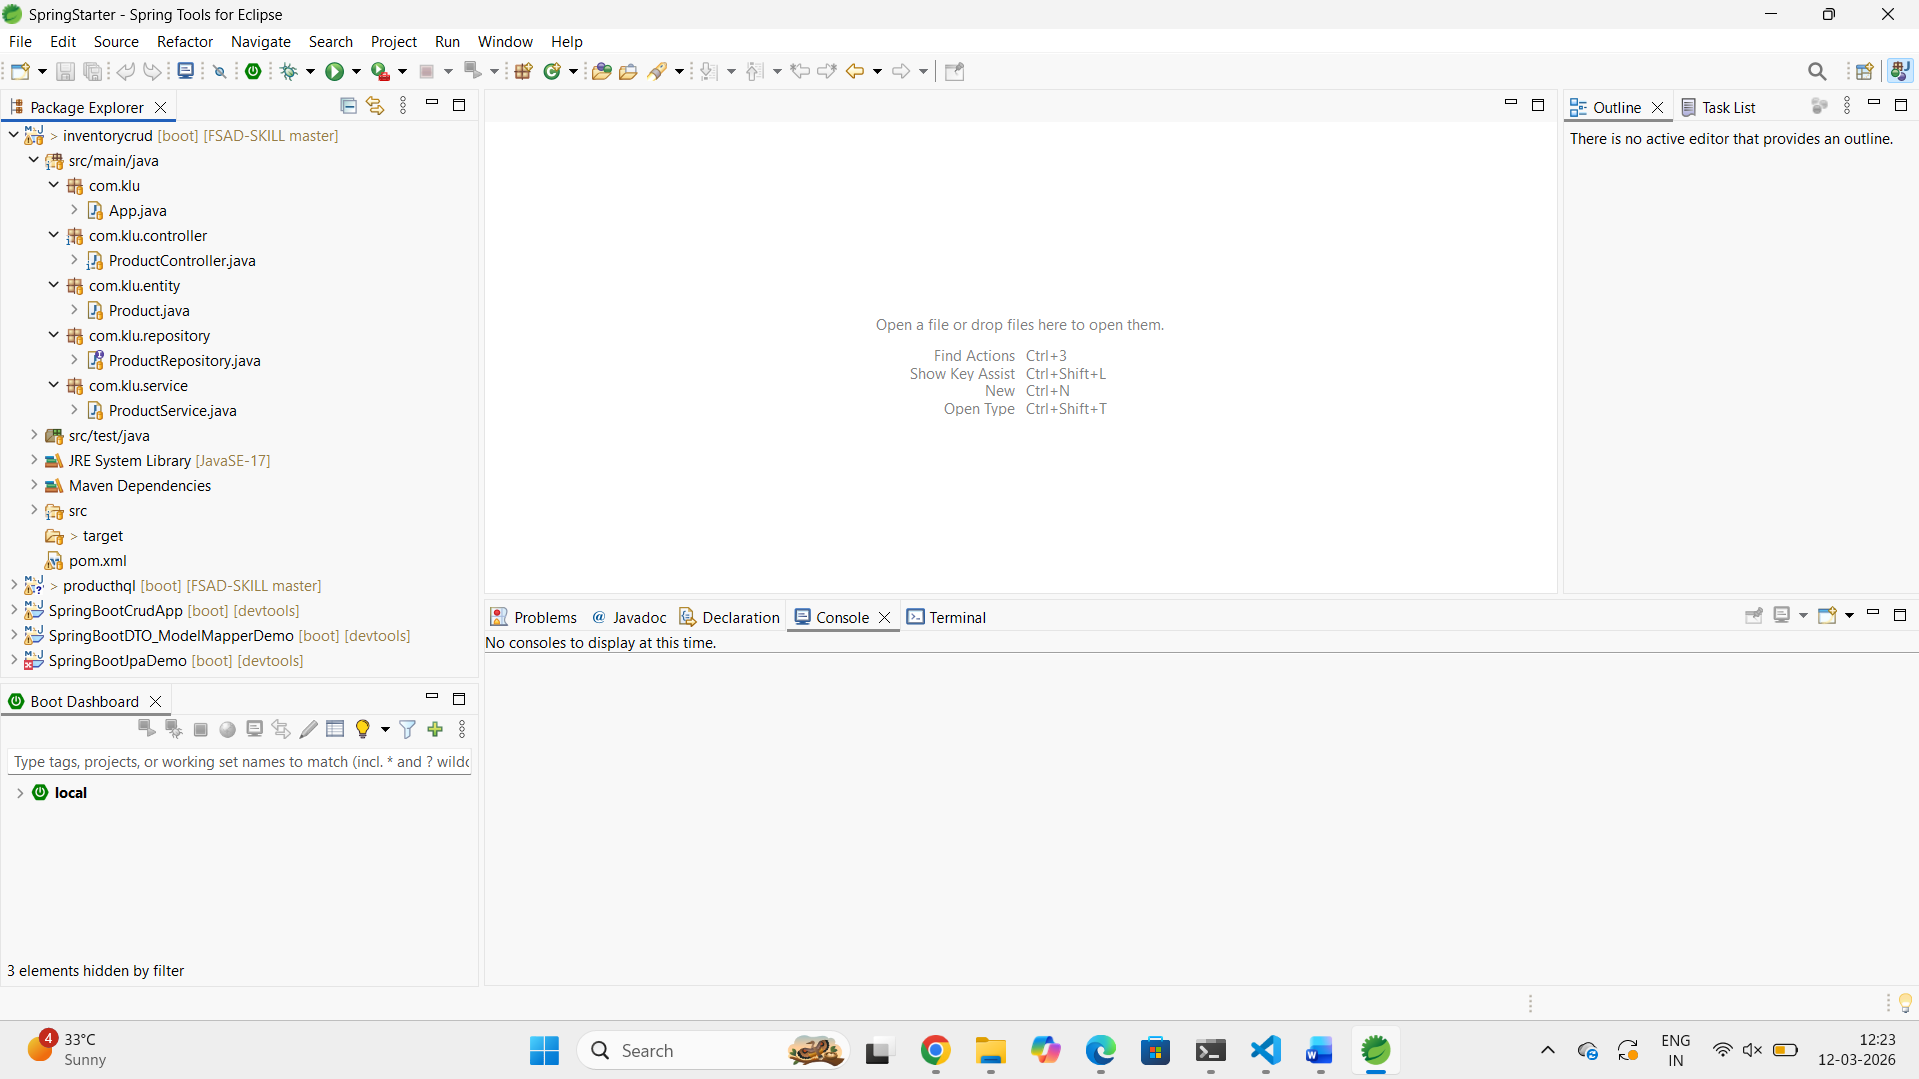 SpringStarter - Spring Tools for Eclipse
File Edit Source Refactor Navigate Search Project Run Window Help
Package Explorer
> inventorycrud [boot] [FSAD-SKILL master]
src/main/java
com.klu
App.java
com.klu.controller
ProductController.java
com.klu.entity
Product.java
com.klu.repository
ProductRepository.java
com.klu.service
ProductService.java
src/test/java
JRE System Library [JavaSE-17]
Maven Dependencies
src
> target
pom.xml
> producthql [boot] [FSAD-SKILL master]
SpringBootCrudApp [boot] [devtools]
SpringBootDTO_ModelMapperDemo [boot] [devtools]
SpringBootJpaDemo [boot] [devtools]
Boot Dashboard
Type tags, projects, or working set names to match (incl. * and ? wildc
local
3 elements hidden by filter
Open a file or drop files here to open them.
Find Actions Ctrl+3
Show Key Assist Ctrl+Shift+L
New Ctrl+N
Open Type Ctrl+Shift+T
Outline Task List
There is no active editor that provides an outline.
Problems @ Javadoc Declaration Console Terminal
No consoles to display at this time.
4
33°C
Sunny
Search
ENG
IN
12:23
12-03-2026